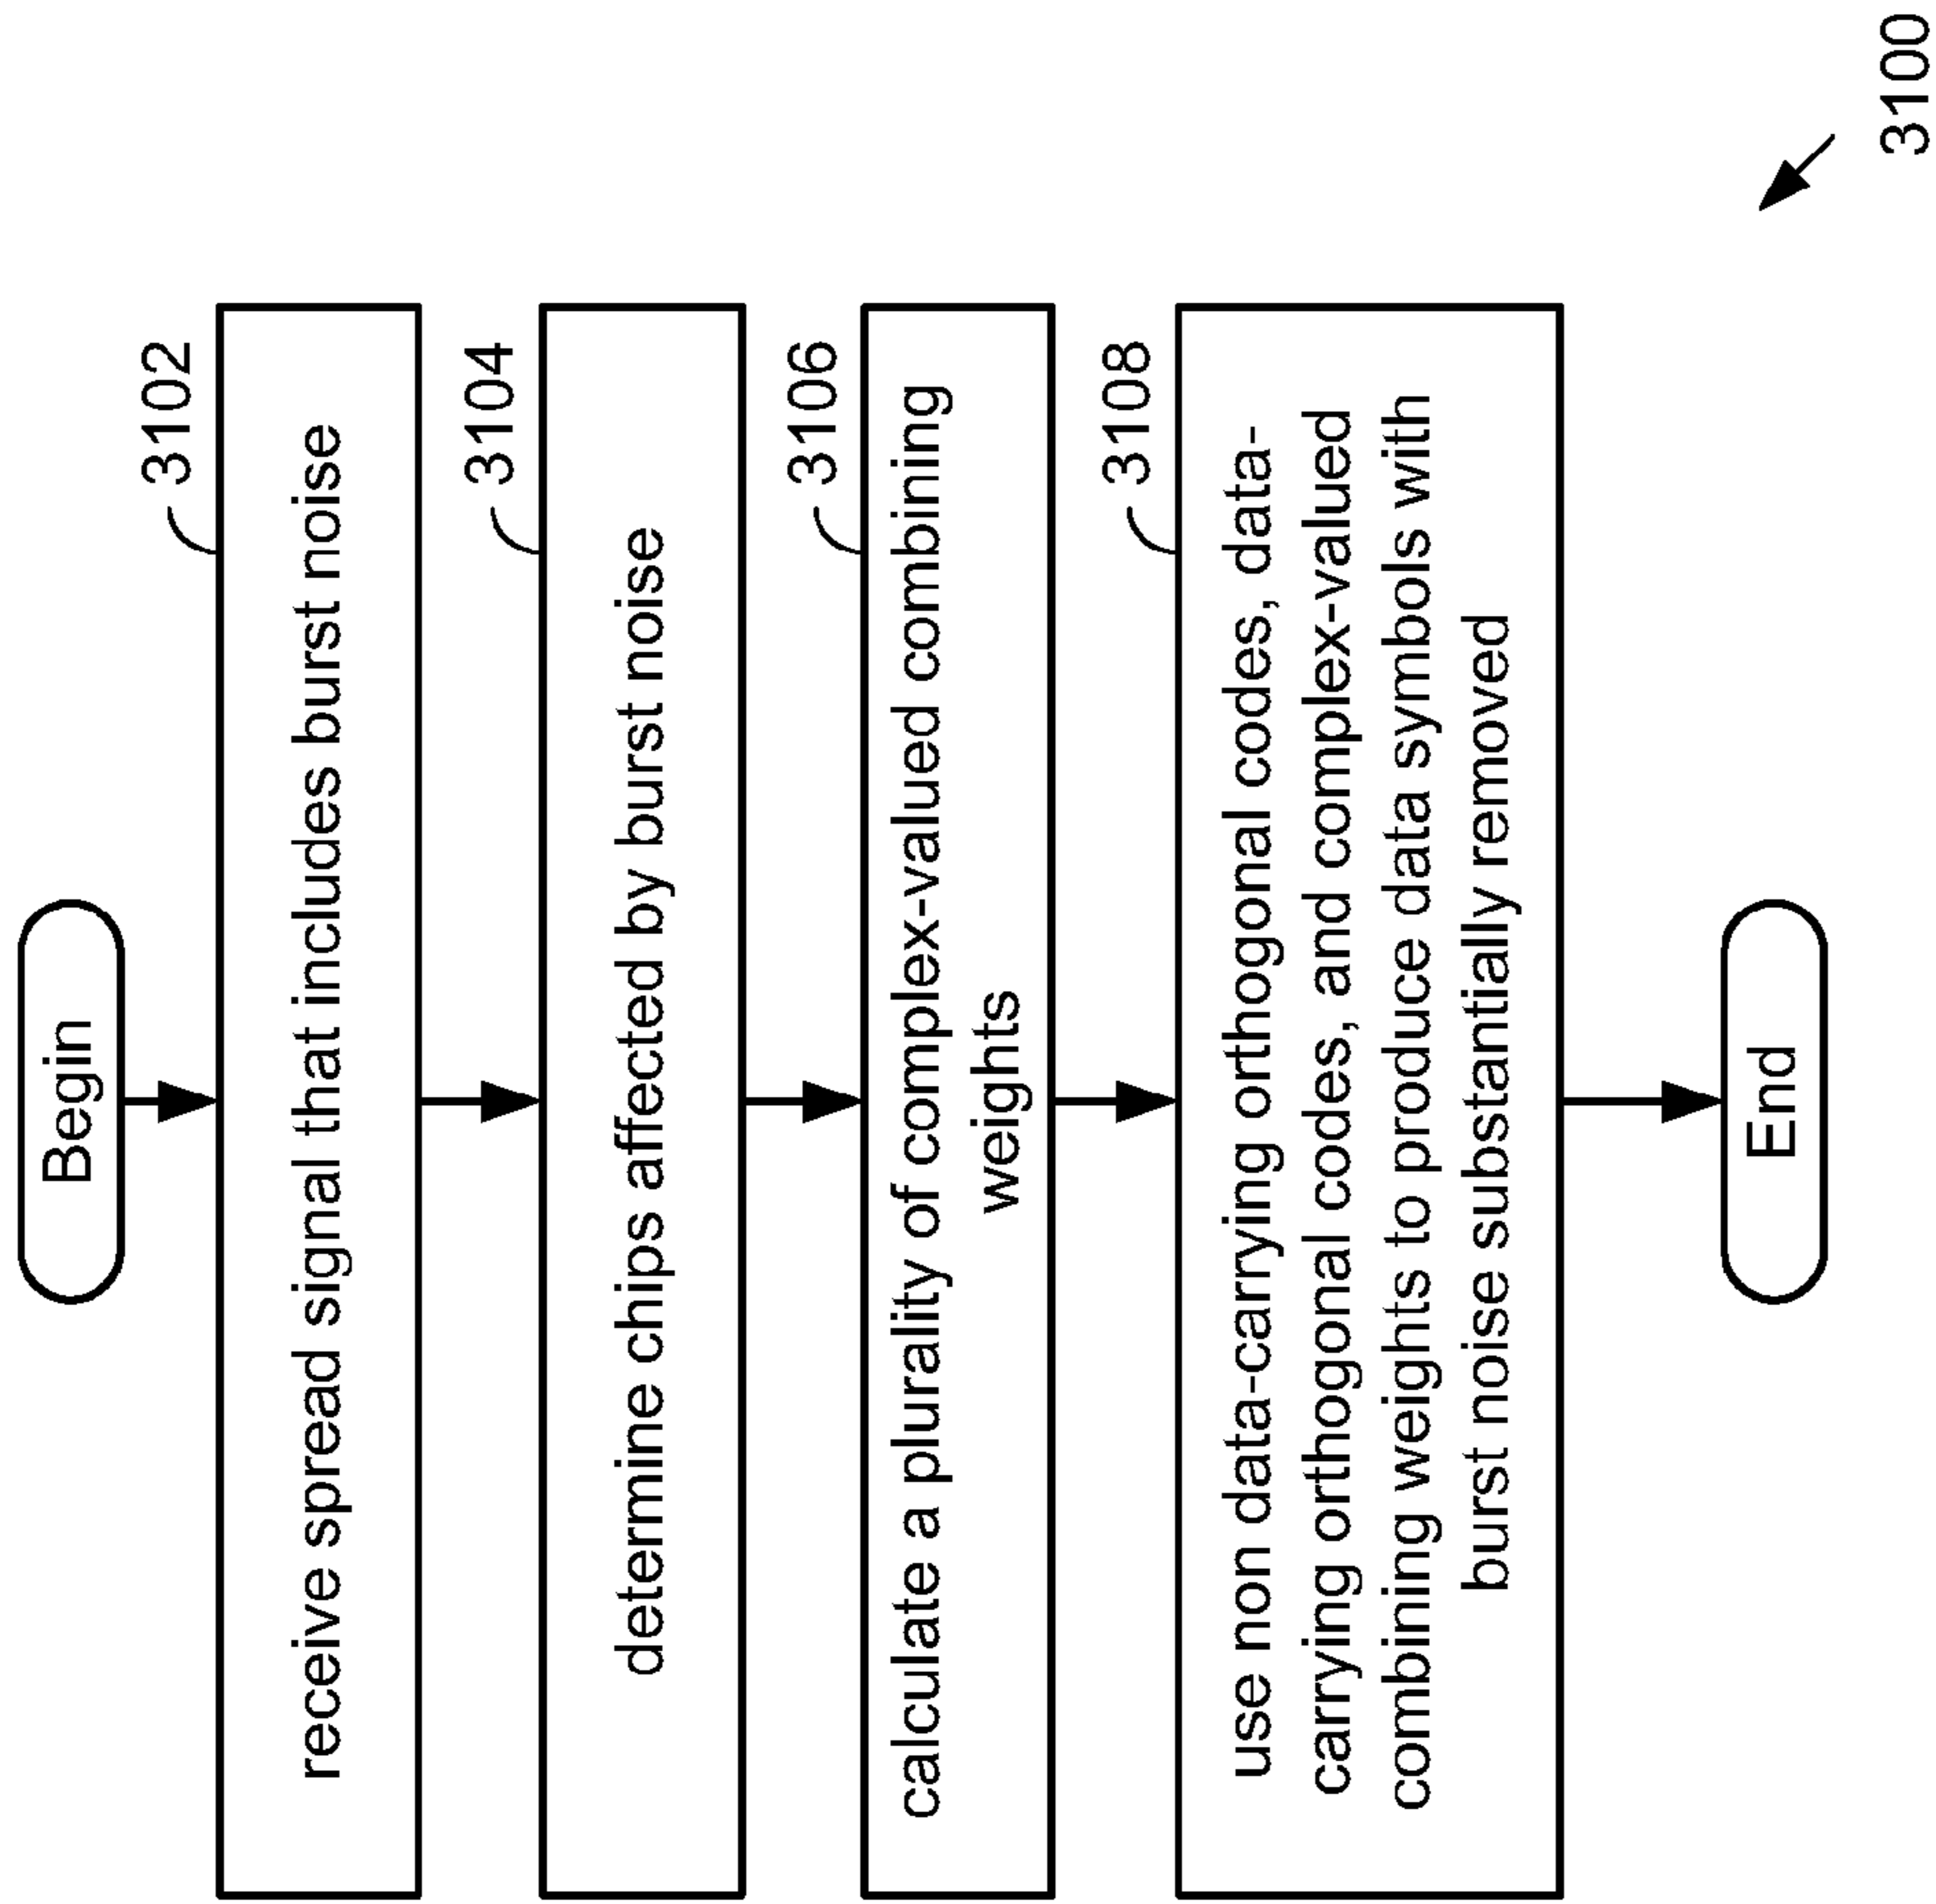 Begin
3102
receive spread signal that includes burst noise
3104
determine chips affected by burst noise
3106
calculate a plurality of complex-valued combining
weights
3108
use non data-carrying orthogonal codes, data-
carrying orthogonal codes, and complex-valued
combining weights to produce data symbols with
burst noise substantially removed
End
3100